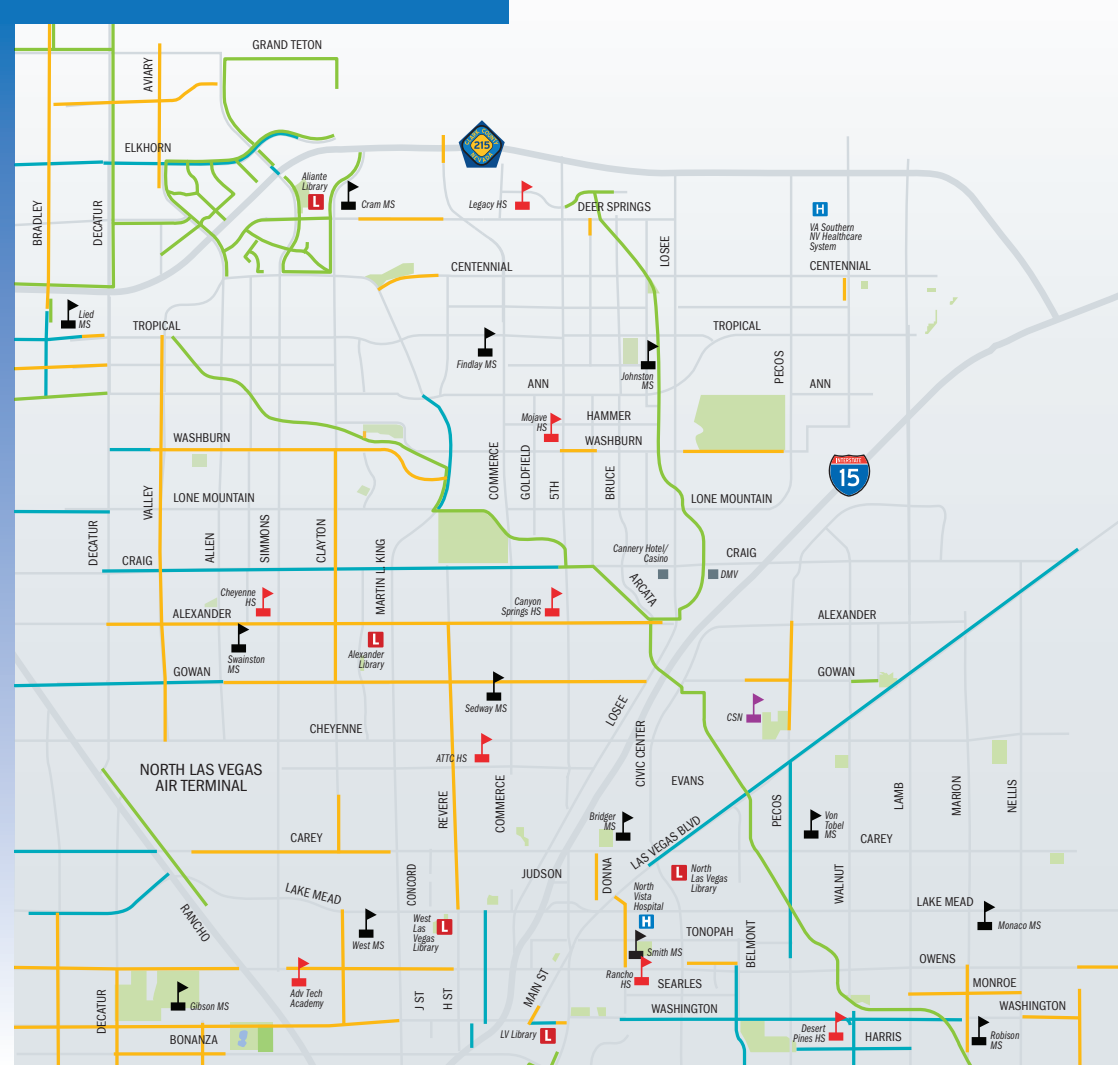 GRAND TETON
AVIARY
ELKHORN
CLARK COUNTY
215
NEVADA
Aliante
Library
L
Cram MS
Legacy HS
DEER SPRINGS
H
VA Southern
NV Healthcare
System
BRADLEY
DECATUR
LOSEE
CENTENNIAL
CENTENNIAL
Lied
MS
TROPICAL
TROPICAL
Findlay MS
Johnston
MS
PECOS
ANN
ANN
Mojave
HS
HAMMER
WASHBURN
WASHBURN
COMMERCE
GOLDFIELD
5TH
BRUCE
INTERSTATE
15
VALLEY
LONE MOUNTAIN
LONE MOUNTAIN
DECATUR
ALLEN
SIMMONS
CLAYTON
MARTIN L. KING
CRAIG
Cannery Hotel/
Casino
CRAIG
DMV
ARCATA
Cheyenne
HS
Canyon
Springs HS
ALEXANDER
ALEXANDER
Swainston
MS
L
Alexander
Library
GOWAN
GOWAN
Sedway MS
LOSEE
CSN
CHEYENNE
CIVIC CENTER
ATTC HS
NORTH LAS VEGAS
AIR TERMINAL
EVANS
REVERE
COMMERCE
PECOS
LAMB
MARION
NELLIS
Bridger
MS
Von
Tobel
MS
CAREY
LAS VEGAS BLVD
CAREY
JUDSON
DONNA
L
North
Las Vegas
Library
WALNUT
CONCORD
LAKE MEAD
North
Vista
Hospital
H
LAKE MEAD
RANCHO
West MS
West
Las
Vegas
Library
L
Monaco MS
TONOPAH
BELMONT
Smith MS
OWENS
Rancho
HS
SEARLES
MONROE
Adv Tech
Academy
J ST
H ST
MAIN ST
DECATUR
Gibson MS
WASHINGTON
WASHINGTON
BONANZA
LV Library
L
Desert
Pines HS
HARRIS
Robison
MS